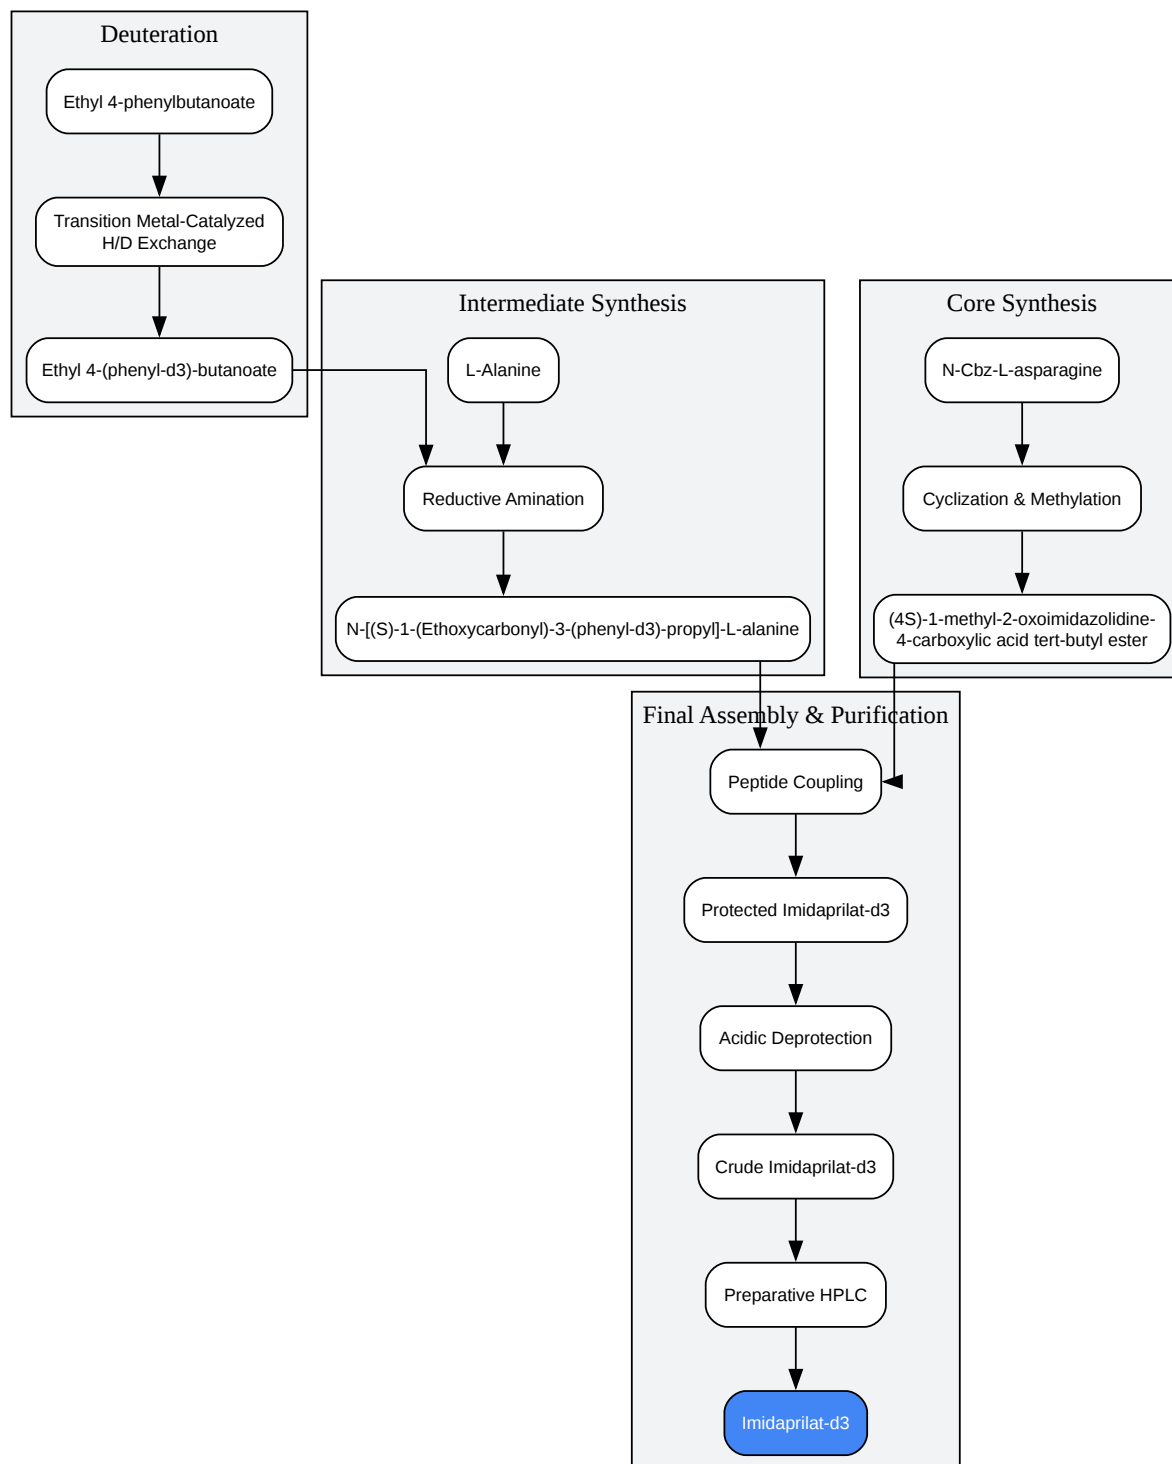 Deuteration
Ethyl 4-phenylbutanoate
Transition Metal-Catalyzed
H/D Exchange
Ethyl 4-(phenyl-d3)-butanoate
Intermediate Synthesis
L-Alanine
Reductive Amination
N-[(S)-1-(Ethoxycarbonyl)-3-(phenyl-d3)-propyl]-L-alanine
Core Synthesis
N-Cbz-L-asparagine
Cyclization & Methylation
(4S)-1-methyl-2-oxoimidazolidine-
4-carboxylic acid tert-butyl ester
Final Assembly & Purification
Peptide Coupling
Protected Imidaprilat-d3
Acidic Deprotection
Crude Imidaprilat-d3
Preparative HPLC
Imidaprilat-d3